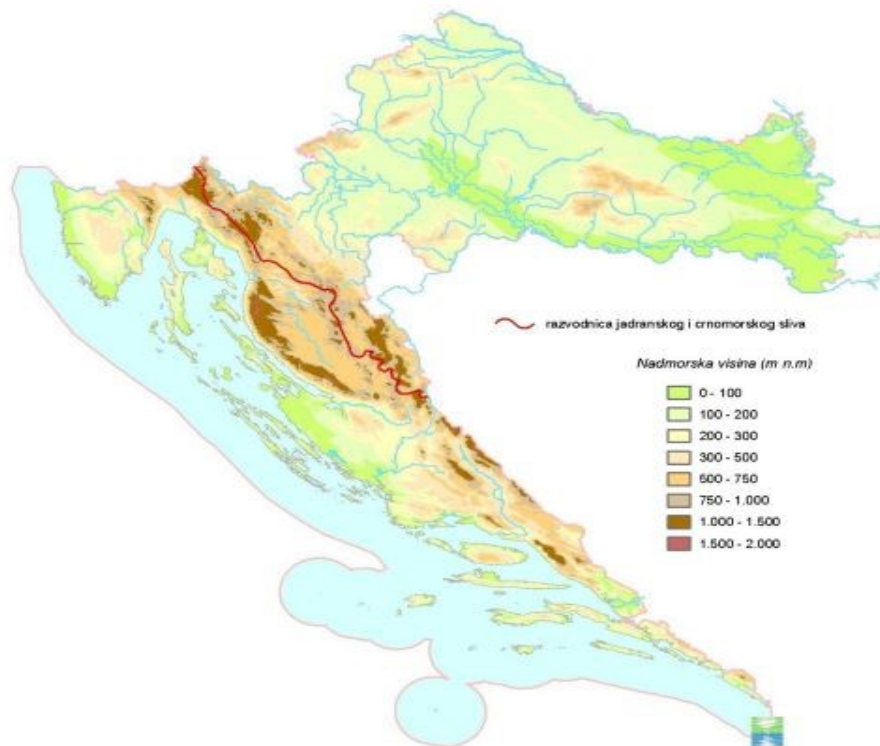 razvodnica jadranskog i crnomorskog sliva
Nadmorska visina (m n.m)
0 - 100
100 - 200
200 - 300
300 - 500
500 - 750
750 - 1.000
1.000 - 1.500
1.500 - 2.000